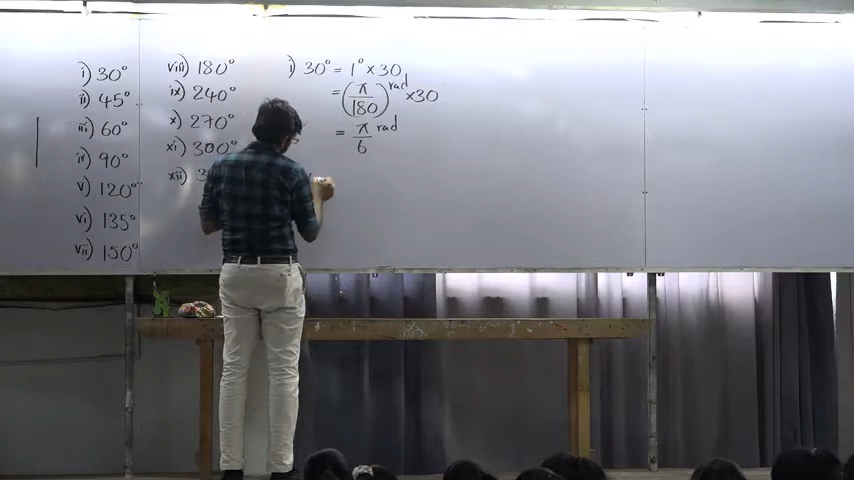 i) 30°
ii) 45°
iii) 60°
iv) 90°
v) 120°
vi) 135°
vii) 150°
viii) 180°
ix) 240°
x) 270°
xi) 300°
xii) 3
i) 30° = 1° × 30
= (π/180)^rad × 30
= π/6 rad